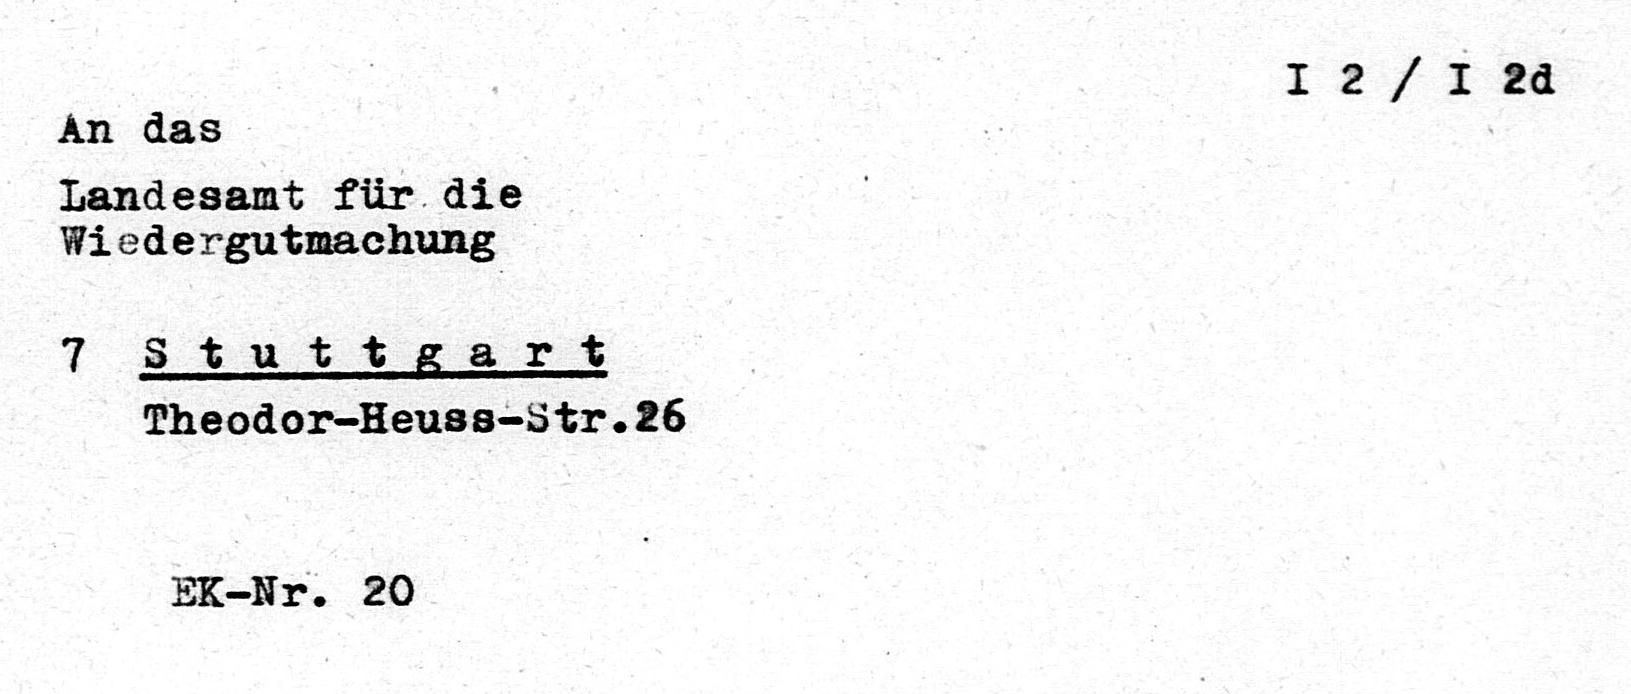 I 2 / I 2d
An das
Landesamt für die
Wiedergutmachung
7 S t u t t g a r t
Theodor-Heuss-Str.26
EK-Nr. 20